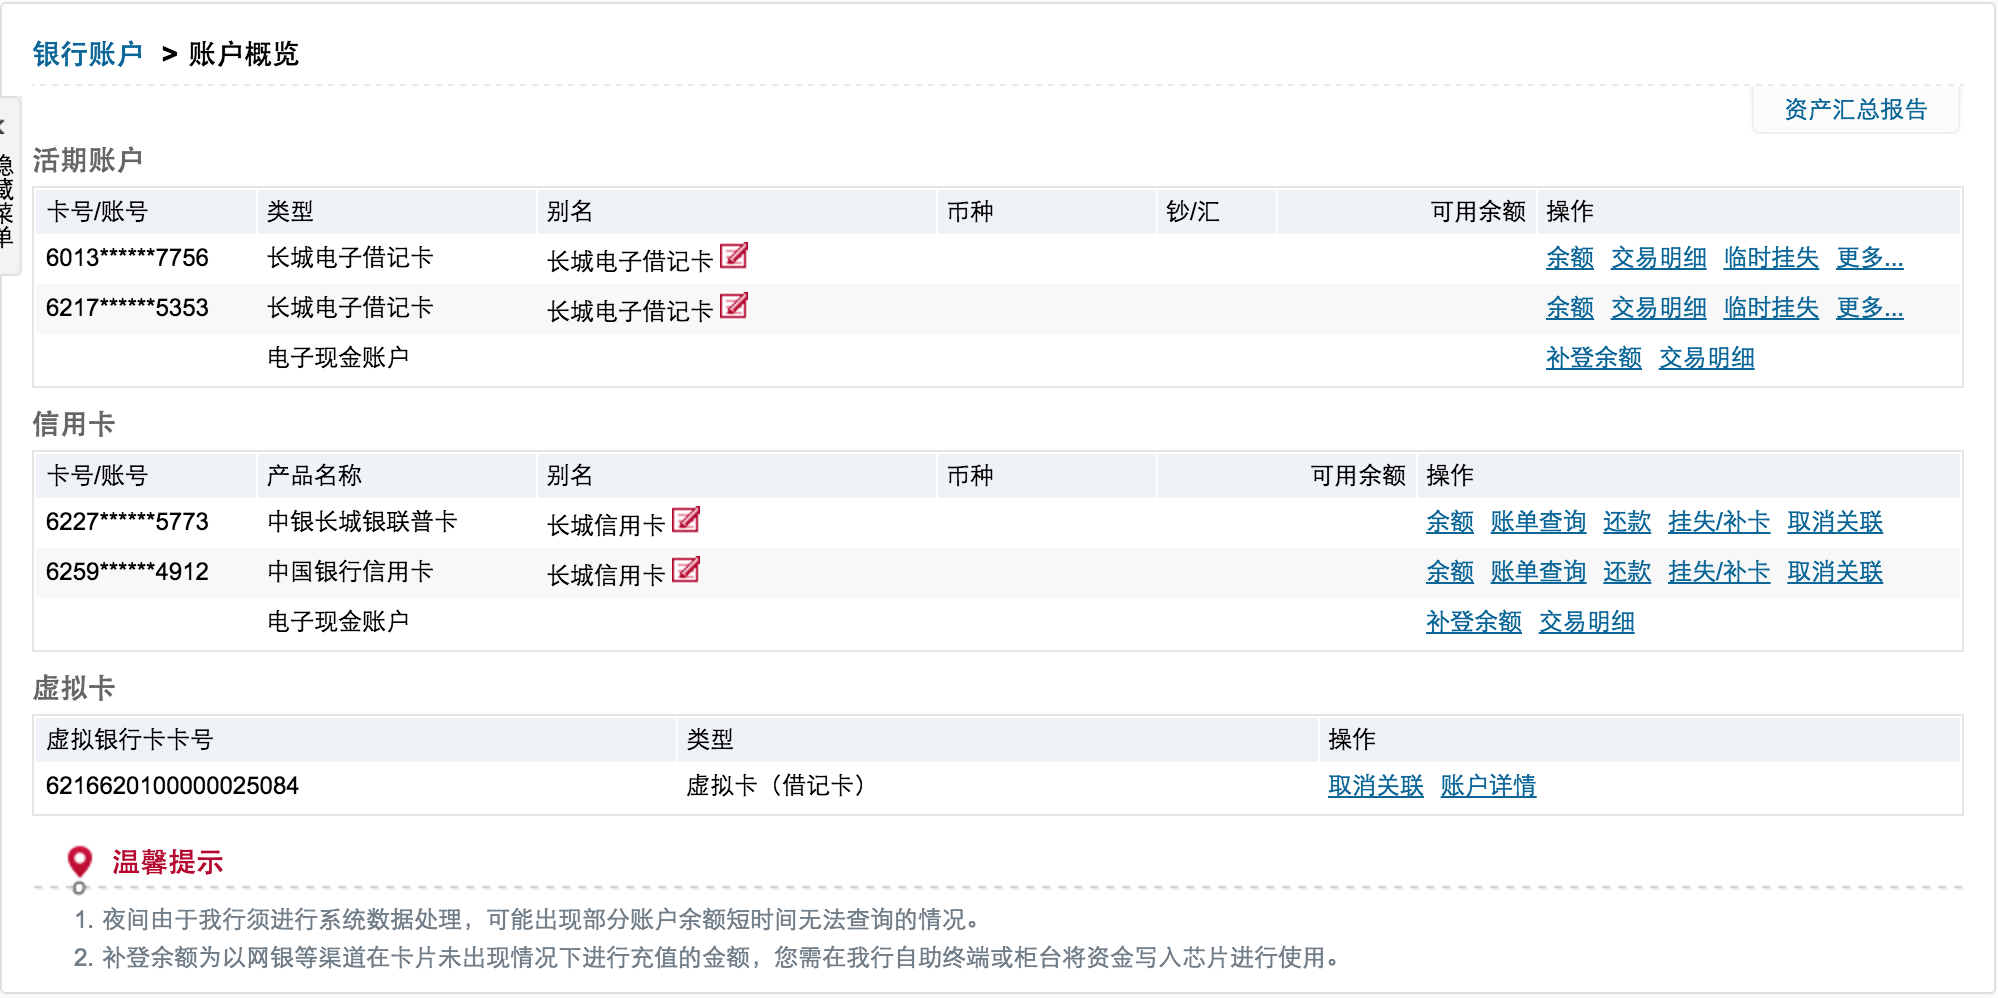 银行账户 > 账户概览
资产汇总报告
隐藏菜单
活期账户
卡号/账号 类型 别名 币种 钞/汇 可用余额 操作
6013******7756 长城电子借记卡 长城电子借记卡 余额 交易明细 临时挂失 更多...
6217******5353 长城电子借记卡 长城电子借记卡 余额 交易明细 临时挂失 更多...
电子现金账户 补登余额 交易明细
信用卡
卡号/账号 产品名称 别名 币种 可用余额 操作
6227******5773 中银长城银联普卡 长城信用卡 余额 账单查询 还款 挂失/补卡 取消关联
6259******4912 中国银行信用卡 长城信用卡 余额 账单查询 还款 挂失/补卡 取消关联
电子现金账户 补登余额 交易明细
虚拟卡
虚拟银行卡卡号 类型 操作
6216620100000025084 虚拟卡（借记卡） 取消关联 账户详情
温馨提示
1. 夜间由于我行须进行系统数据处理，可能出现部分账户余额短时间无法查询的情况。
2. 补登余额为以网银等渠道在卡片未出现情况下进行充值的金额，您需在我行自助终端或柜台将资金写入芯片进行使用。